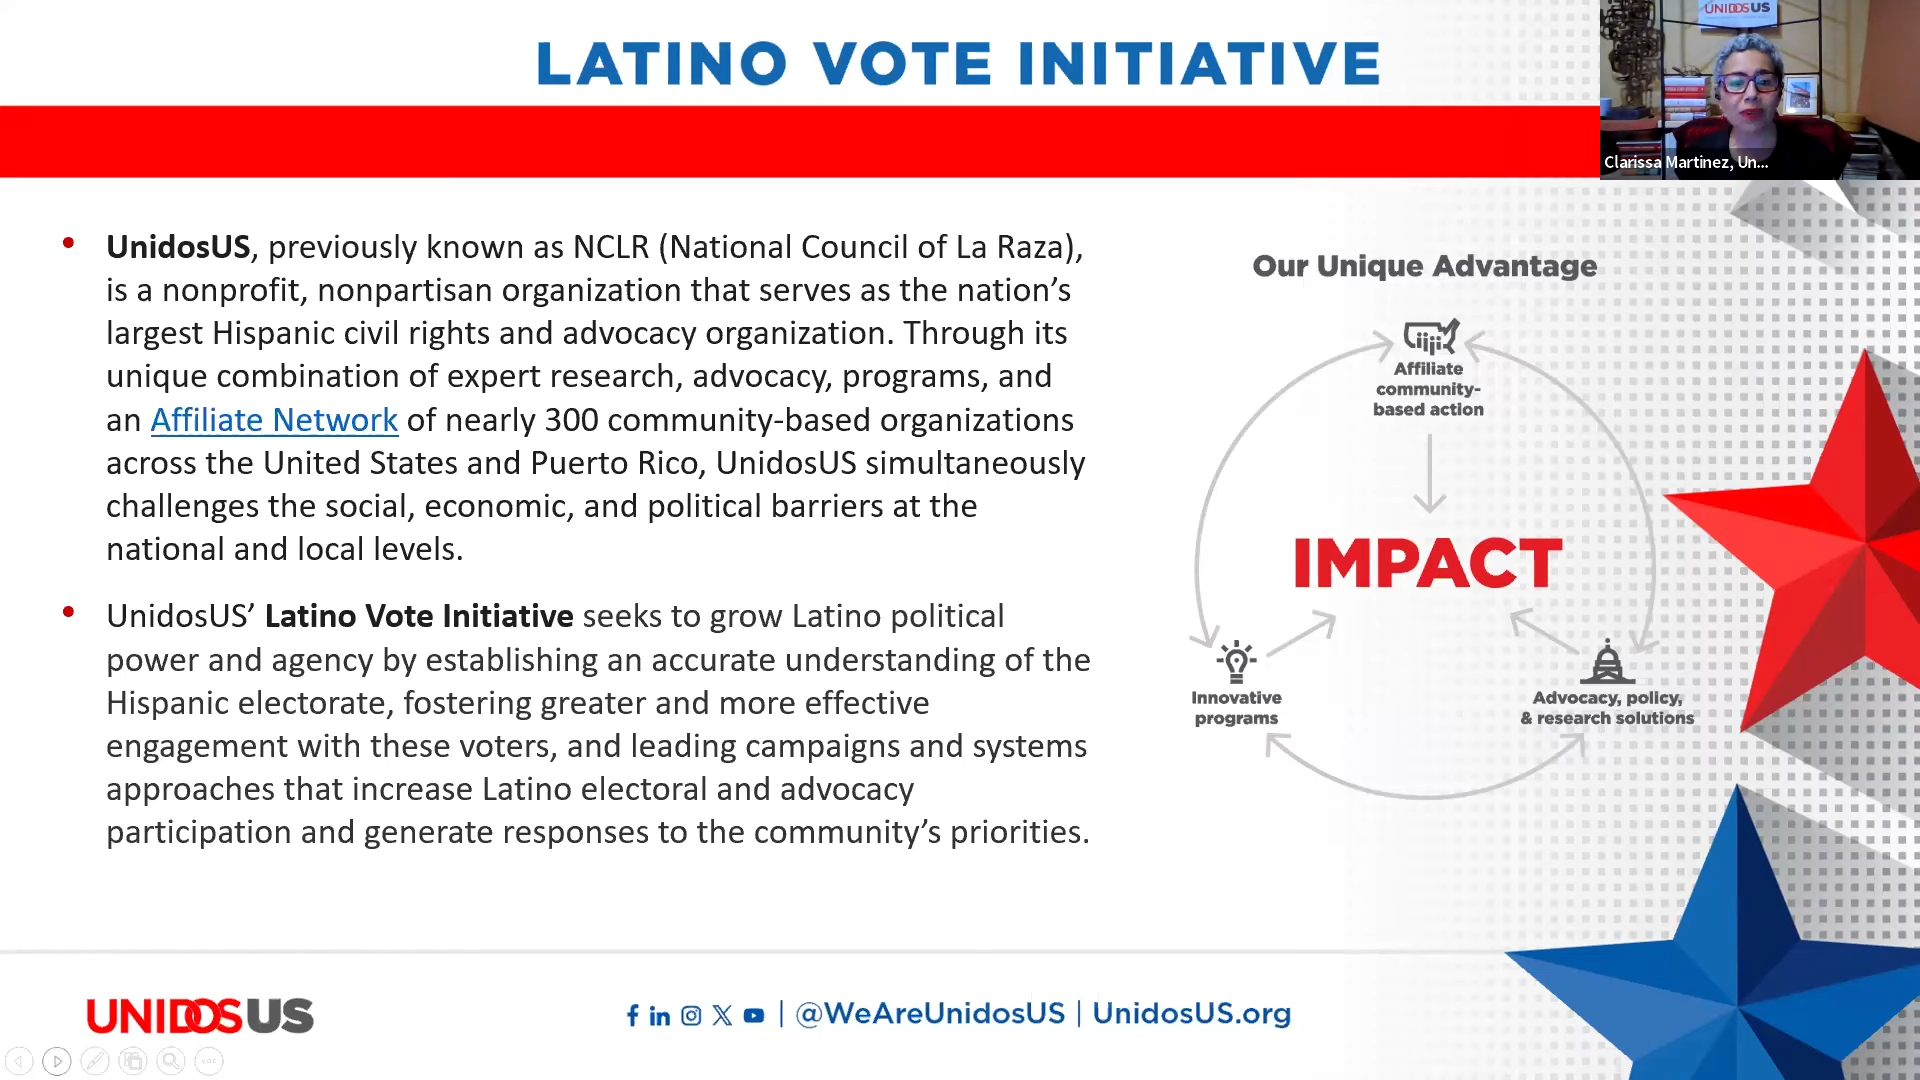 LATINO VOTE INITIATIVE
UNIDOSUS
Clarissa Martinez, Un...
• UnidosUS, previously known as NCLR (National Council of La Raza),
is a nonprofit, nonpartisan organization that serves as the nation’s
largest Hispanic civil rights and advocacy organization. Through its
unique combination of expert research, advocacy, programs, and
an Affiliate Network of nearly 300 community-based organizations
across the United States and Puerto Rico, UnidosUS simultaneously
challenges the social, economic, and political barriers at the
national and local levels.
• UnidosUS’ Latino Vote Initiative seeks to grow Latino political
power and agency by establishing an accurate understanding of the
Hispanic electorate, fostering greater and more effective
engagement with these voters, and leading campaigns and systems
approaches that increase Latino electoral and advocacy
participation and generate responses to the community’s priorities.
Our Unique Advantage
Affiliate
community-
based action
IMPACT
Innovative
programs
Advocacy, policy,
& research solutions
UNIDOSUS
| @WeAreUnidosUS | UnidosUS.org